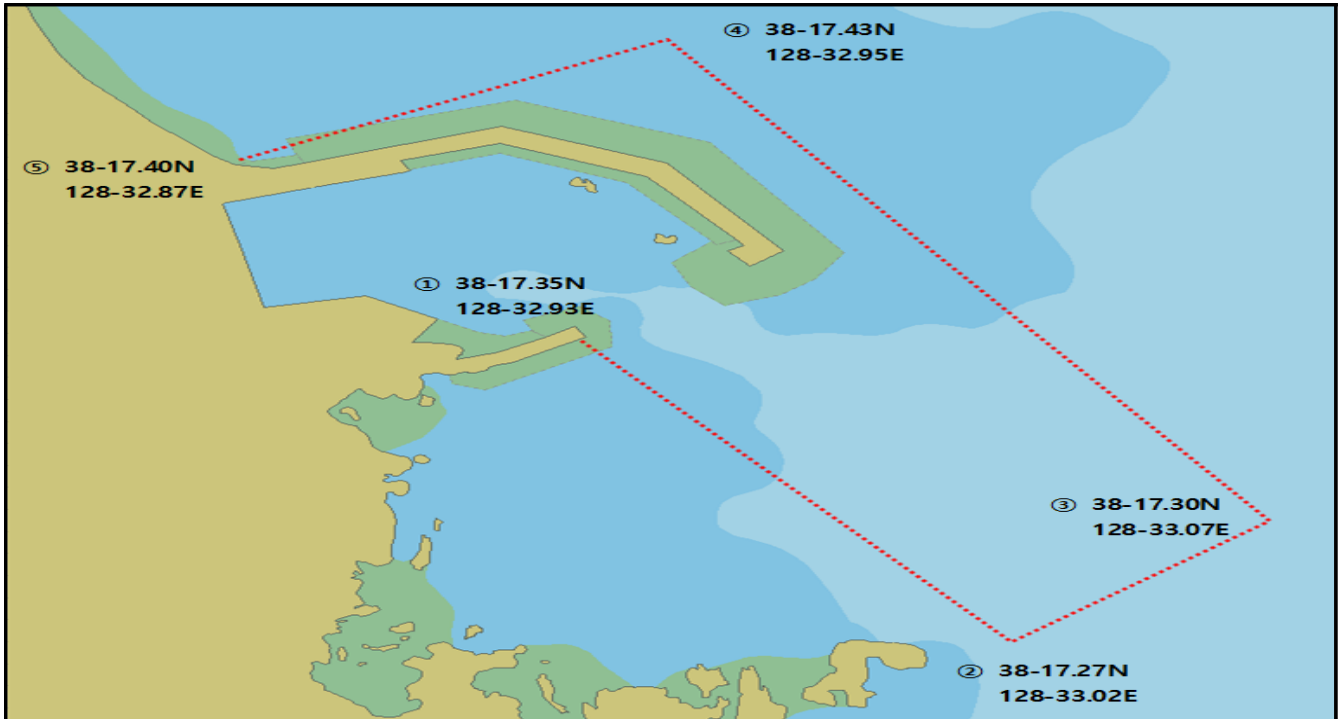 ④ 38-17.43N
128-32.95E
⑤ 38-17.40N
128-32.87E
① 38-17.35N
128-32.93E
③ 38-17.30N
128-33.07E
② 38-17.27N
128-33.02E